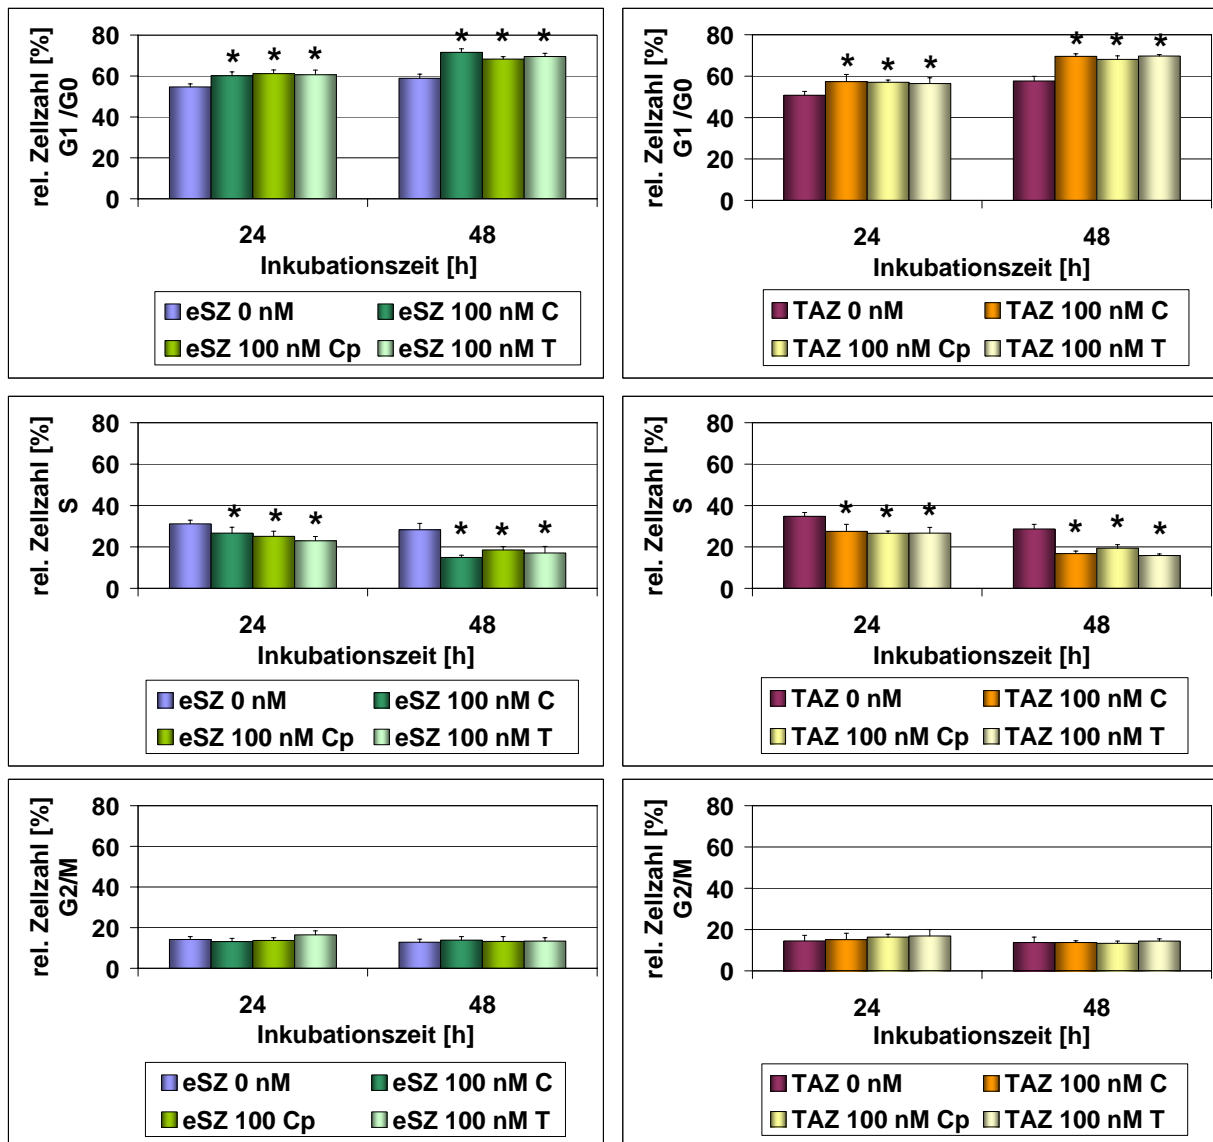 rel. Zellzahl [%]
G1 /G0
80
60
40
20
0
* * * * * *
24 48
Inkubationszeit [h]
eSZ 0 nM eSZ 100 nM C
eSZ 100 nM Cp eSZ 100 nM T
rel. Zellzahl [%]
G1 /G0
80
60
40
20
0
* * * * * *
24 48
Inkubationszeit [h]
TAZ 0 nM TAZ 100 nM C
TAZ 100 nM Cp TAZ 100 nM T
rel. Zellzahl [%]
S
80
60
40
20
0
* * * * * *
24 48
Inkubationszeit [h]
eSZ 0 nM eSZ 100 nM C
eSZ 100 nM Cp eSZ 100 nM T
rel. Zellzahl [%]
S
80
60
40
20
0
* * * * * *
24 48
Inkubationszeit [h]
TAZ 0 nM TAZ 100 nM C
TAZ 100 nM Cp TAZ 100 nM T
rel. Zellzahl [%]
G2/M
80
60
40
20
0
24 48
Inkubationszeit [h]
eSZ 0 nM eSZ 100 nM C
eSZ 100 Cp eSZ 100 nM T
rel. Zellzahl [%]
G2/M
80
60
40
20
0
24 48
Inkubationszeit [h]
TAZ 0 nM TAZ 100 nM C
TAZ 100 nM Cp TAZ 100 nM T